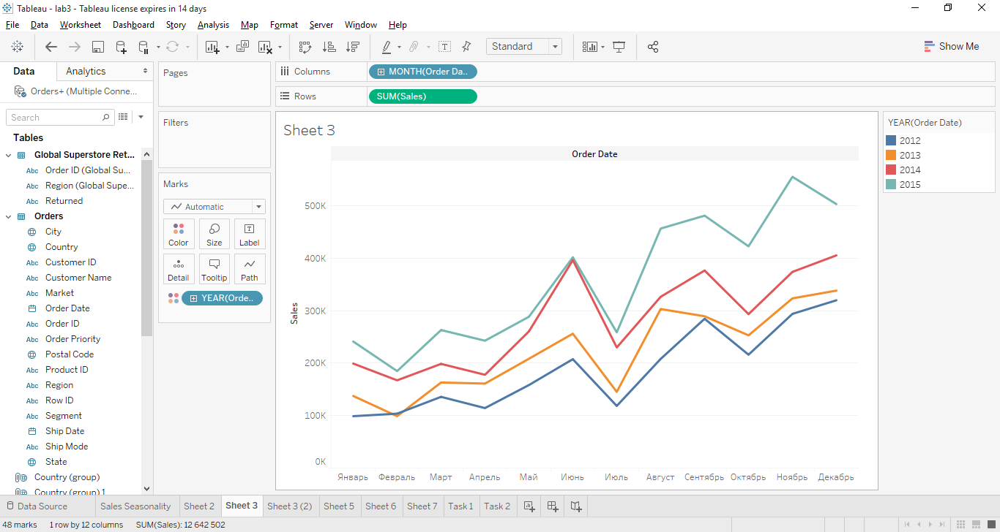 Tableau - lab3 - Tableau license expires in 14 days
File Data Worksheet Dashboard Story Analysis Map Format Server Window Help
Standard
Show Me
Data Analytics
Orders+ (Multiple Conne...
Search
Tables
Global Superstore Ret...
Abc Order ID (Global Su...
Abc Region (Global Supe...
Abc Returned
Orders
City
Country
Abc Customer ID
Abc Customer Name
Abc Market
Order Date
Abc Order ID
Abc Order Priority
Postal Code
Abc Product ID
Abc Region
Abc Row ID
Abc Segment
Ship Date
Abc Ship Mode
State
Country (group)
Country (group) 1
Pages
Filters
Marks
Automatic
Color Size Label
Detail Tooltip Path
YEAR(Orde..
Columns MONTH(Order Da..
Rows SUM(Sales)
Sheet 3
Order Date
Sales
500K
400K
300K
200K
100K
0K
Январь Февраль Март Апрель Май Июнь Июль Август Сентябрь Октябрь Ноябрь Декабрь
YEAR(Order Date)
2012
2013
2014
2015
Data Source Sales Seasonality Sheet 2 Sheet 3 Sheet 3 (2) Sheet 5 Sheet 6 Sheet 7 Task 1 Task 2
48 marks 1 row by 12 columns SUM(Sales): 12 642 502